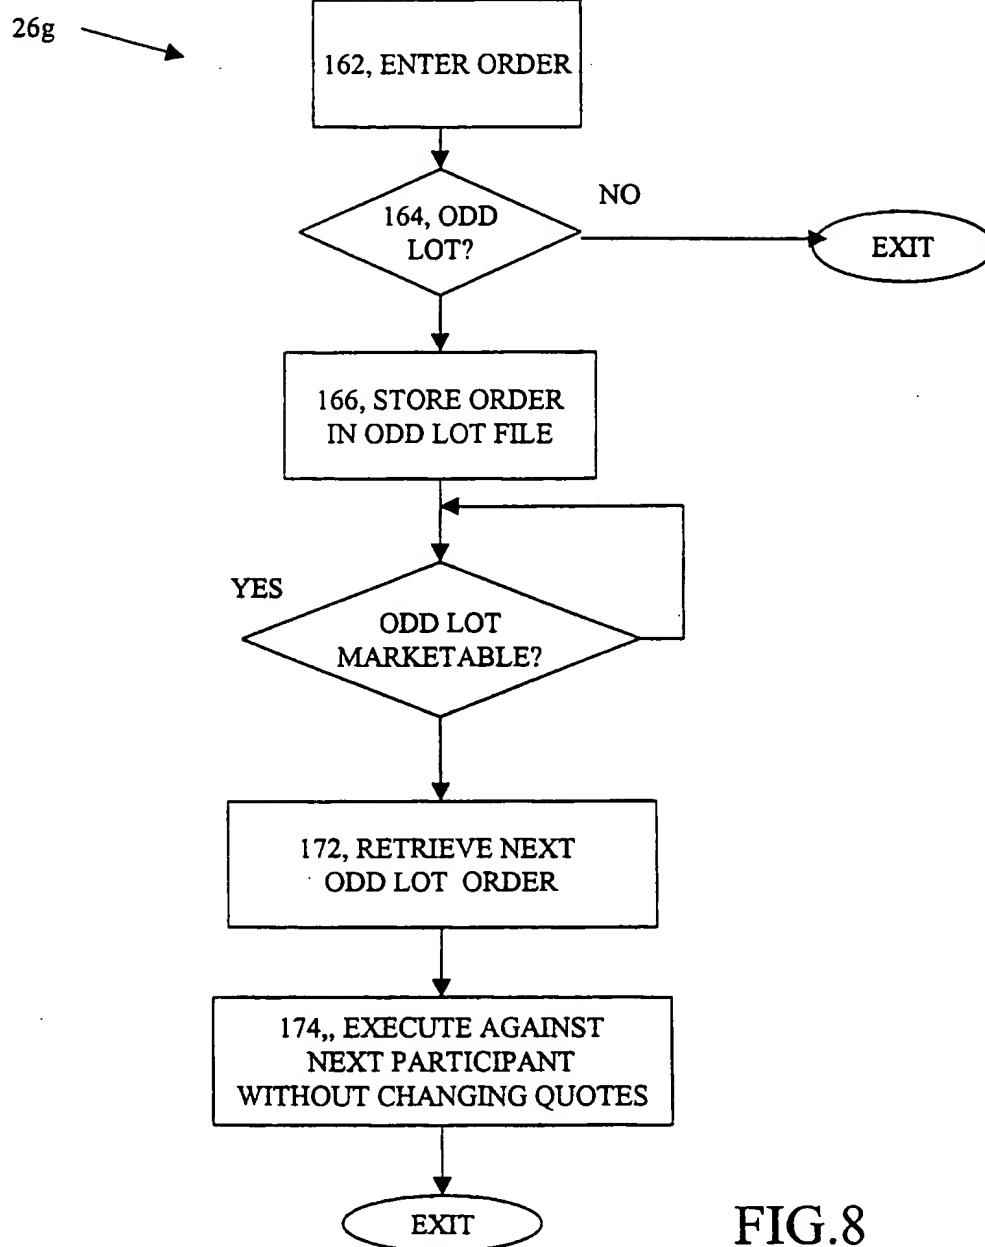 26g
162, ENTER ORDER
164, ODD
LOT?
NO
EXIT
166, STORE ORDER
IN ODD LOT FILE
YES
ODD LOT
MARKETABLE?
172, RETRIEVE NEXT
ODD LOT ORDER
174,, EXECUTE AGAINST
NEXT PARTICIPANT
WITHOUT CHANGING QUOTES
EXIT
FIG.8